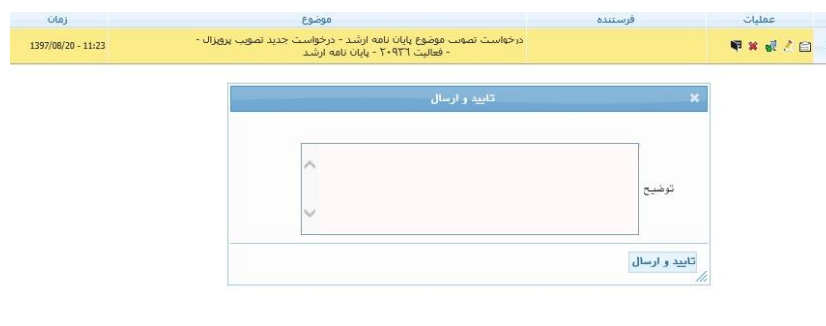 عملیات فرستنده موضوع زمان
درخواست تصویب موضوع پایان نامه ارشد - درخواست جدید تصویب پروپزال -
- فعالیت ۲۰۹۳۶ - پایان نامه ارشد
1397/08/20 - 11:23
تایید و ارسال
توضیح
تایید و ارسال